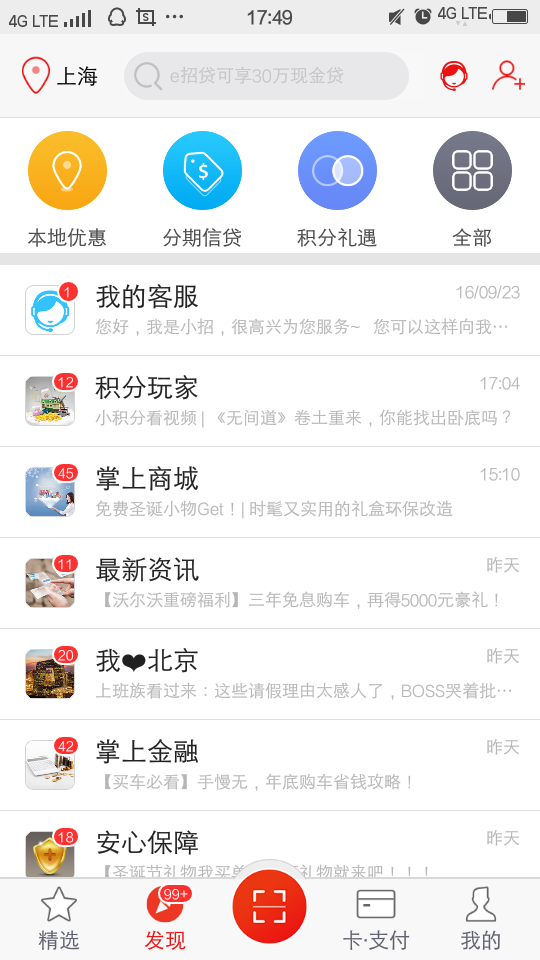 4G LTE 17:49 4G LTE
上海 e招贷可享30万现金贷
本地优惠 分期信贷 积分礼遇 全部
1 我的客服 16/09/23
您好，我是小招，很高兴为您服务~ 您可以这样向我…
12 积分玩家 17:04
小积分看视频 | 《无间道》卷土重来，你能找出卧底吗？
45 掌上商城 15:10
免费圣诞小物Get！| 时髦又实用的礼盒环保改造
11 最新资讯 昨天
【沃尔沃重磅福利】三年免息购车，再得5000元豪礼！
20 我❤北京 昨天
上班族看过来：这些请假理由太感人了，BOSS哭着批…
42 掌上金融 昨天
【买车必看】手慢无，年底购车省钱攻略！
18 安心保障 昨天
【圣诞节礼物我买单 礼物就来吧！！！
99+
精选 发现 卡·支付 我的